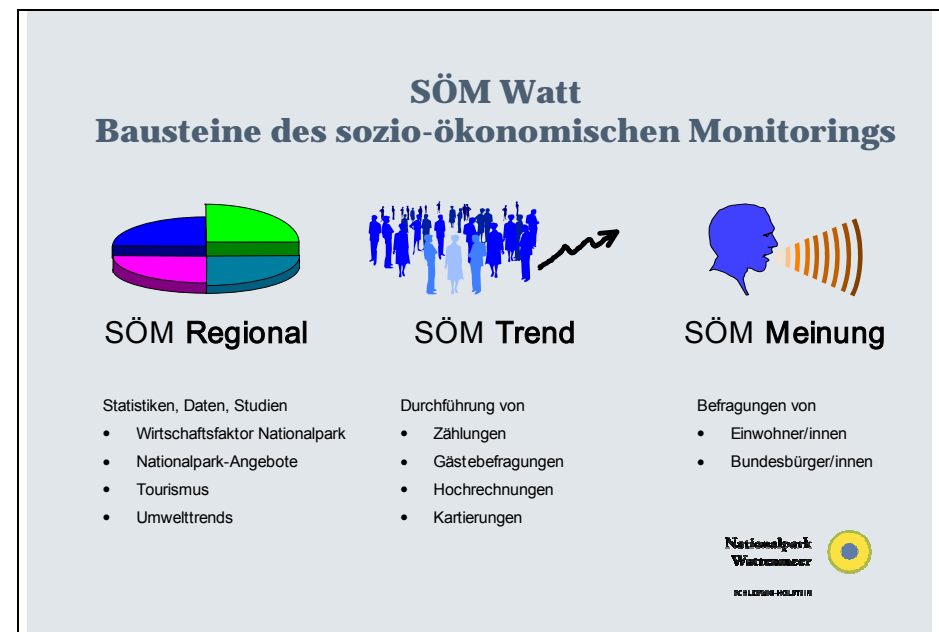 SÖM Watt
Bausteine des sozio-ökonomischen Monitorings
SÖM Regional
Statistiken, Daten, Studien
• Wirtschaftsfaktor Nationalpark
• Nationalpark-Angebote
• Tourismus
• Umwelttrends
SÖM Trend
Durchführung von
• Zählungen
• Gästebefragungen
• Hochrechnungen
• Kartierungen
SÖM Meinung
Befragungen von
• Einwohner/innen
• Bundesbürger/innen
Nationalpark
Wattenmeer
SCHLESWIG-HOLSTEIN